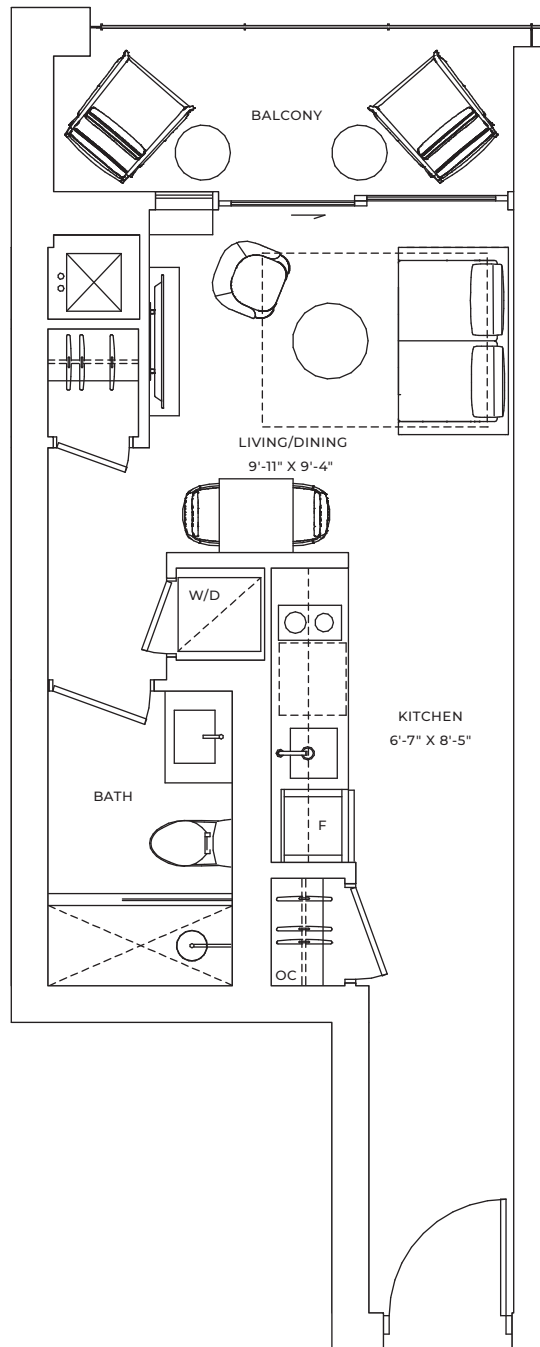 BALCONY
LIVING/DINING
9'-11" X 9'-4"
W/D
KITCHEN
6'-7" X 8'-5"
BATH
F
OC